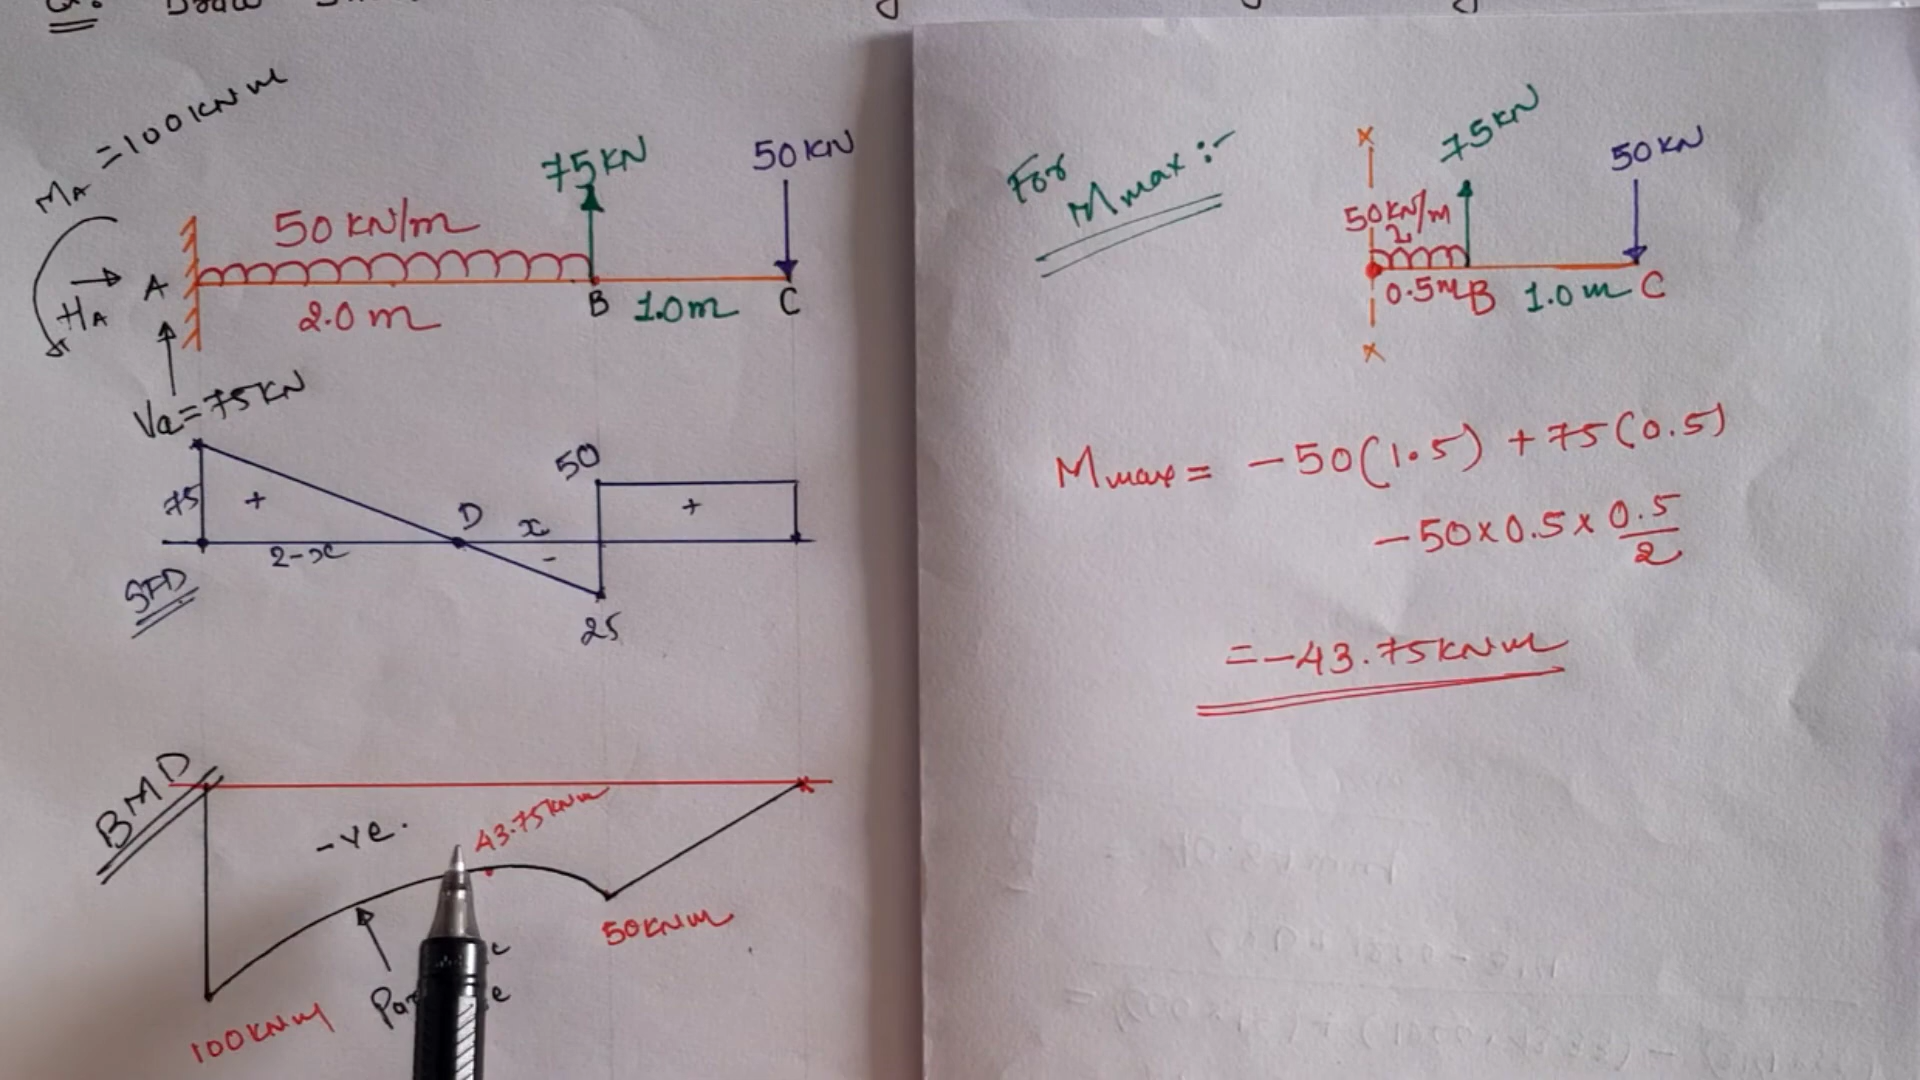 MA = 100 KNm
75 KN
50 KN
50 KN/m
HA
A
2.0 m
B
1.0m
C
Va = 75 KN
75
+
2-x
D
x
-
50
+
25
SFD
BMD
-ve.
43.75 KNm
50 KNm
100 KNm
For
Mmax :-
x
75 KN
50 KN
50 KN/m
0.5m B
1.0 m C
x
Mmax = -50(1.5) + 75(0.5)
-50 x 0.5 x 0.5/2
= -43.75 KNm